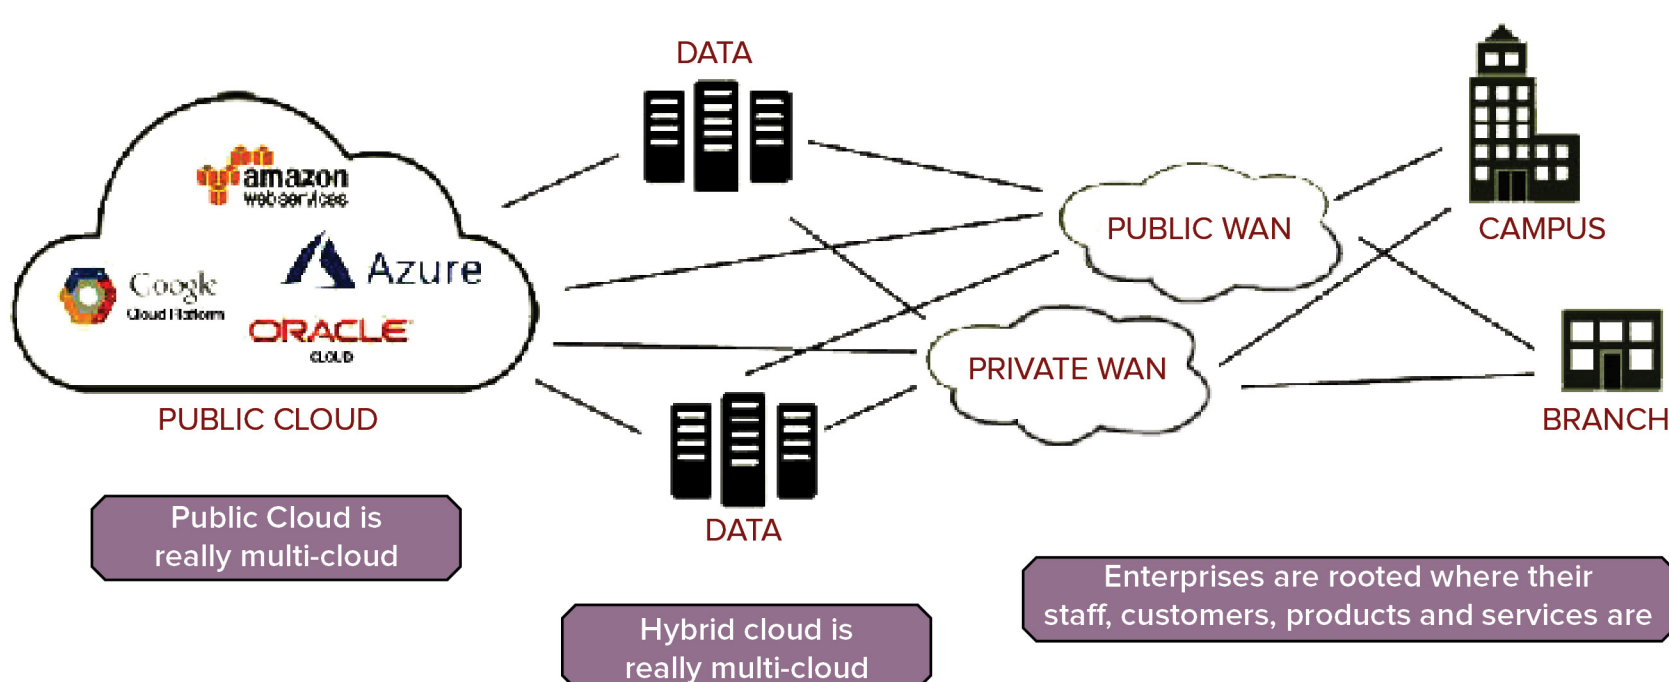 DATA
amazon
webservices
Azure
Google
Cloud Platform
ORACLE
CLOUD
PUBLIC CLOUD
PUBLIC WAN
PRIVATE WAN
CAMPUS
BRANCH
DATA
Public Cloud is
really multi-cloud
Hybrid cloud is
really multi-cloud
Enterprises are rooted where their
staff, customers, products and services are